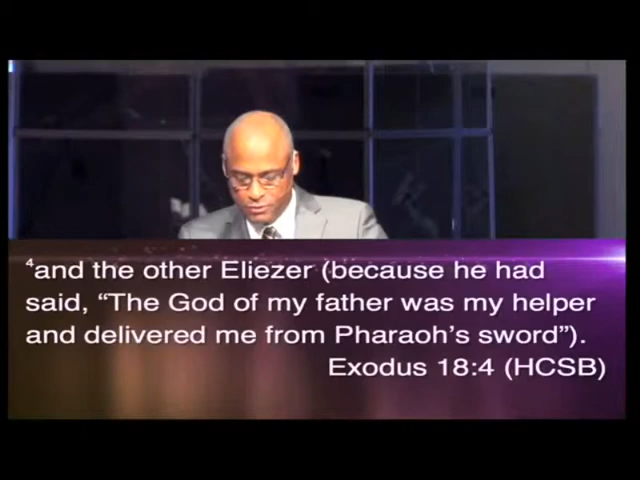 ⁴and the other Eliezer (because he had
said, “The God of my father was my helper
and delivered me from Pharaoh’s sword”).
Exodus 18:4 (HCSB)